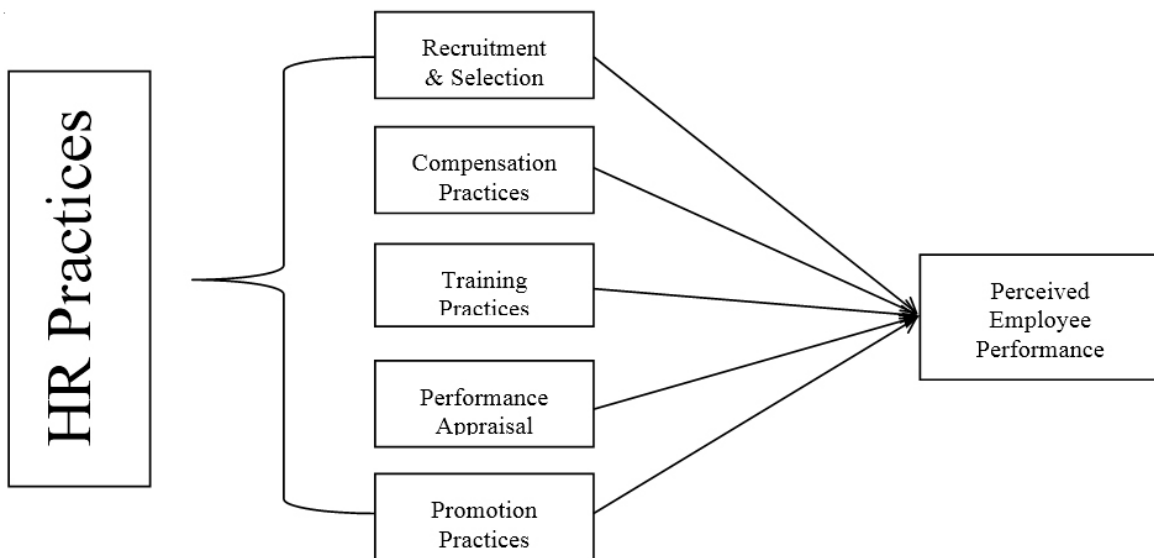 HR Practices
Recruitment
& Selection
Compensation
Practices
Training
Practices
Performance
Appraisal
Promotion
Practices
Perceived
Employee
Performance